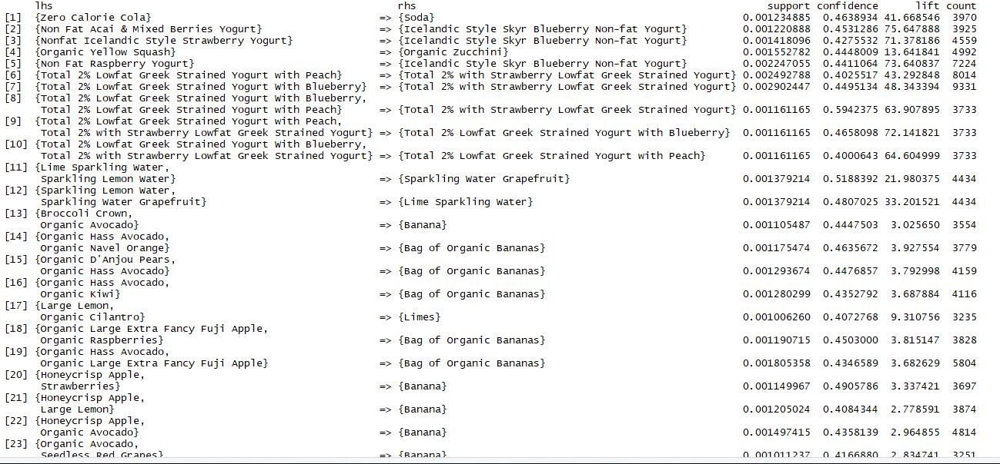 lhs rhs support confidence lift count
[1] {Zero Calorie Cola} => {Soda} 0.001234885 0.4638934 41.668546 3970
[2] {Non Fat Acai & Mixed Berries Yogurt} => {Icelandic Style Skyr Blueberry Non-fat Yogurt} 0.001220888 0.4531286 75.647888 3925
[3] {Nonfat Icelandic Style Strawberry Yogurt} => {Icelandic Style Skyr Blueberry Non-fat Yogurt} 0.001418096 0.4275532 71.378186 4559
[4] {Organic Yellow Squash} => {Organic Zucchini} 0.001552782 0.4448009 13.641841 4992
[5] {Non Fat Raspberry Yogurt} => {Icelandic Style Skyr Blueberry Non-fat Yogurt} 0.002247055 0.4411064 73.640837 7224
[6] {Total 2% Lowfat Greek Strained Yogurt with Peach} => {Total 2% with Strawberry Lowfat Greek Strained Yogurt} 0.002492788 0.4025517 43.292848 8014
[7] {Total 2% Lowfat Greek Strained Yogurt With Blueberry} => {Total 2% with Strawberry Lowfat Greek Strained Yogurt} 0.002902447 0.4495134 48.343394 9331
[8] {Total 2% Lowfat Greek Strained Yogurt With Blueberry,
Total 2% Lowfat Greek Strained Yogurt with Peach} => {Total 2% with Strawberry Lowfat Greek Strained Yogurt} 0.001161165 0.5942375 63.907895 3733
[9] {Total 2% Lowfat Greek Strained Yogurt with Peach,
Total 2% with Strawberry Lowfat Greek Strained Yogurt} => {Total 2% Lowfat Greek Strained Yogurt With Blueberry} 0.001161165 0.4658098 72.141821 3733
[10] {Total 2% Lowfat Greek Strained Yogurt With Blueberry,
Total 2% with Strawberry Lowfat Greek Strained Yogurt} => {Total 2% Lowfat Greek Strained Yogurt with Peach} 0.001161165 0.4000643 64.604999 3733
[11] {Lime Sparkling Water,
Sparkling Lemon Water} => {Sparkling Water Grapefruit} 0.001379214 0.5188392 21.980375 4434
[12] {Sparkling Lemon Water,
Sparkling Water Grapefruit} => {Lime Sparkling Water} 0.001379214 0.4807025 33.201521 4434
[13] {Broccoli Crown,
Organic Avocado} => {Banana} 0.001105487 0.4447503 3.025650 3554
[14] {Organic Hass Avocado,
Organic Navel Orange} => {Bag of Organic Bananas} 0.001175474 0.4635672 3.927554 3779
[15] {Organic D'Anjou Pears,
Organic Hass Avocado} => {Bag of Organic Bananas} 0.001293674 0.4476857 3.792998 4159
[16] {Organic Hass Avocado,
Organic Kiwi} => {Bag of Organic Bananas} 0.001280299 0.4352792 3.687884 4116
[17] {Large Lemon,
Organic Cilantro} => {Limes} 0.001006260 0.4072768 9.310756 3235
[18] {Organic Large Extra Fancy Fuji Apple,
Organic Raspberries} => {Bag of Organic Bananas} 0.001190715 0.4503000 3.815147 3828
[19] {Organic Hass Avocado,
Organic Large Extra Fancy Fuji Apple} => {Bag of Organic Bananas} 0.001805358 0.4346589 3.682629 5804
[20] {Honeycrisp Apple,
Strawberries} => {Banana} 0.001149967 0.4905786 3.337421 3697
[21] {Honeycrisp Apple,
Large Lemon} => {Banana} 0.001205024 0.4084344 2.778591 3874
[22] {Honeycrisp Apple,
Organic Avocado} => {Banana} 0.001497415 0.4358139 2.964855 4814
[23] {Organic Avocado,
Seedless Red Grapes} => {Banana} 0.001011237 0.4166880 2.834741 3251